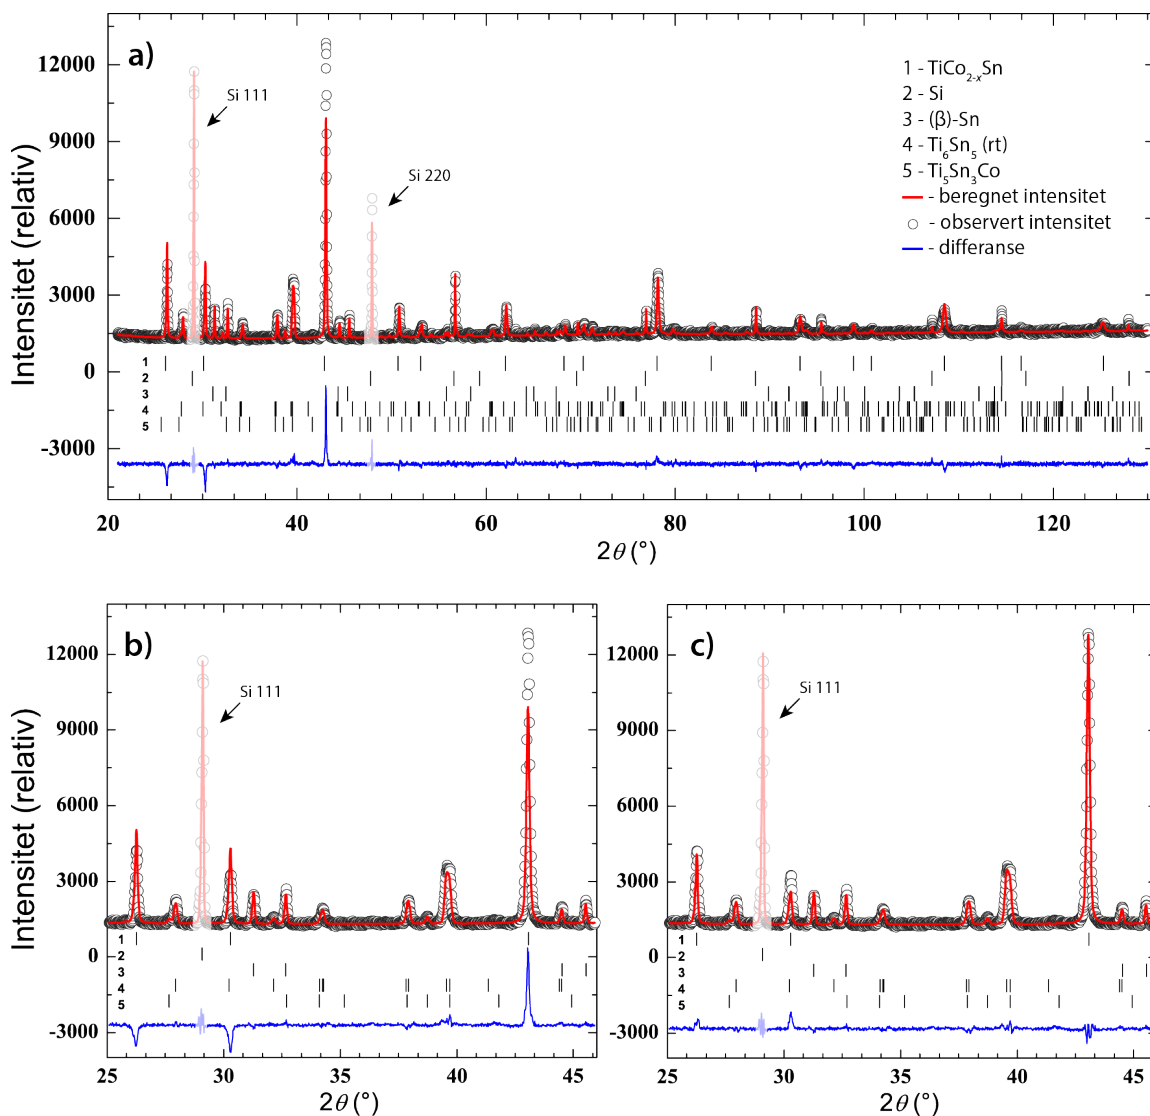 a)
12000
9000
6000
3000
0
-3000
Intensitet (relativ)
Si 111
Si 220
1 - TiCo2-xSn
2 - Si
3 - (β)-Sn
4 - Ti6Sn5 (rt)
5 - Ti5Sn3Co
- beregnet intensitet
- observert intensitet
- differanse
1
2
3
4
5
20
40
60
80
100
120
2θ (°)
b)
12000
9000
6000
3000
0
-3000
Intensitet (relativ)
Si 111
1
2
3
4
5
25
30
35
40
45
2θ (°)
c)
12000
9000
6000
3000
0
-3000
Si 111
1
2
3
4
5
25
30
35
40
45
2θ (°)